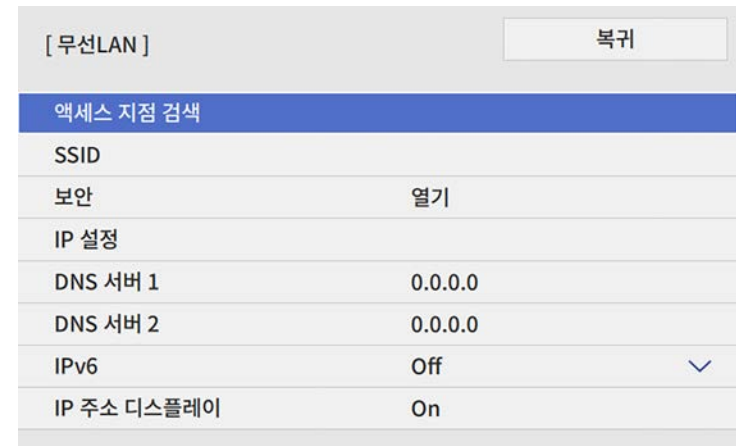 [ 무선LAN ] 복귀
액세스 지점 검색
SSID
보안 열기
IP 설정
DNS 서버 1 0.0.0.0
DNS 서버 2 0.0.0.0
IPv6 Off
IP 주소 디스플레이 On